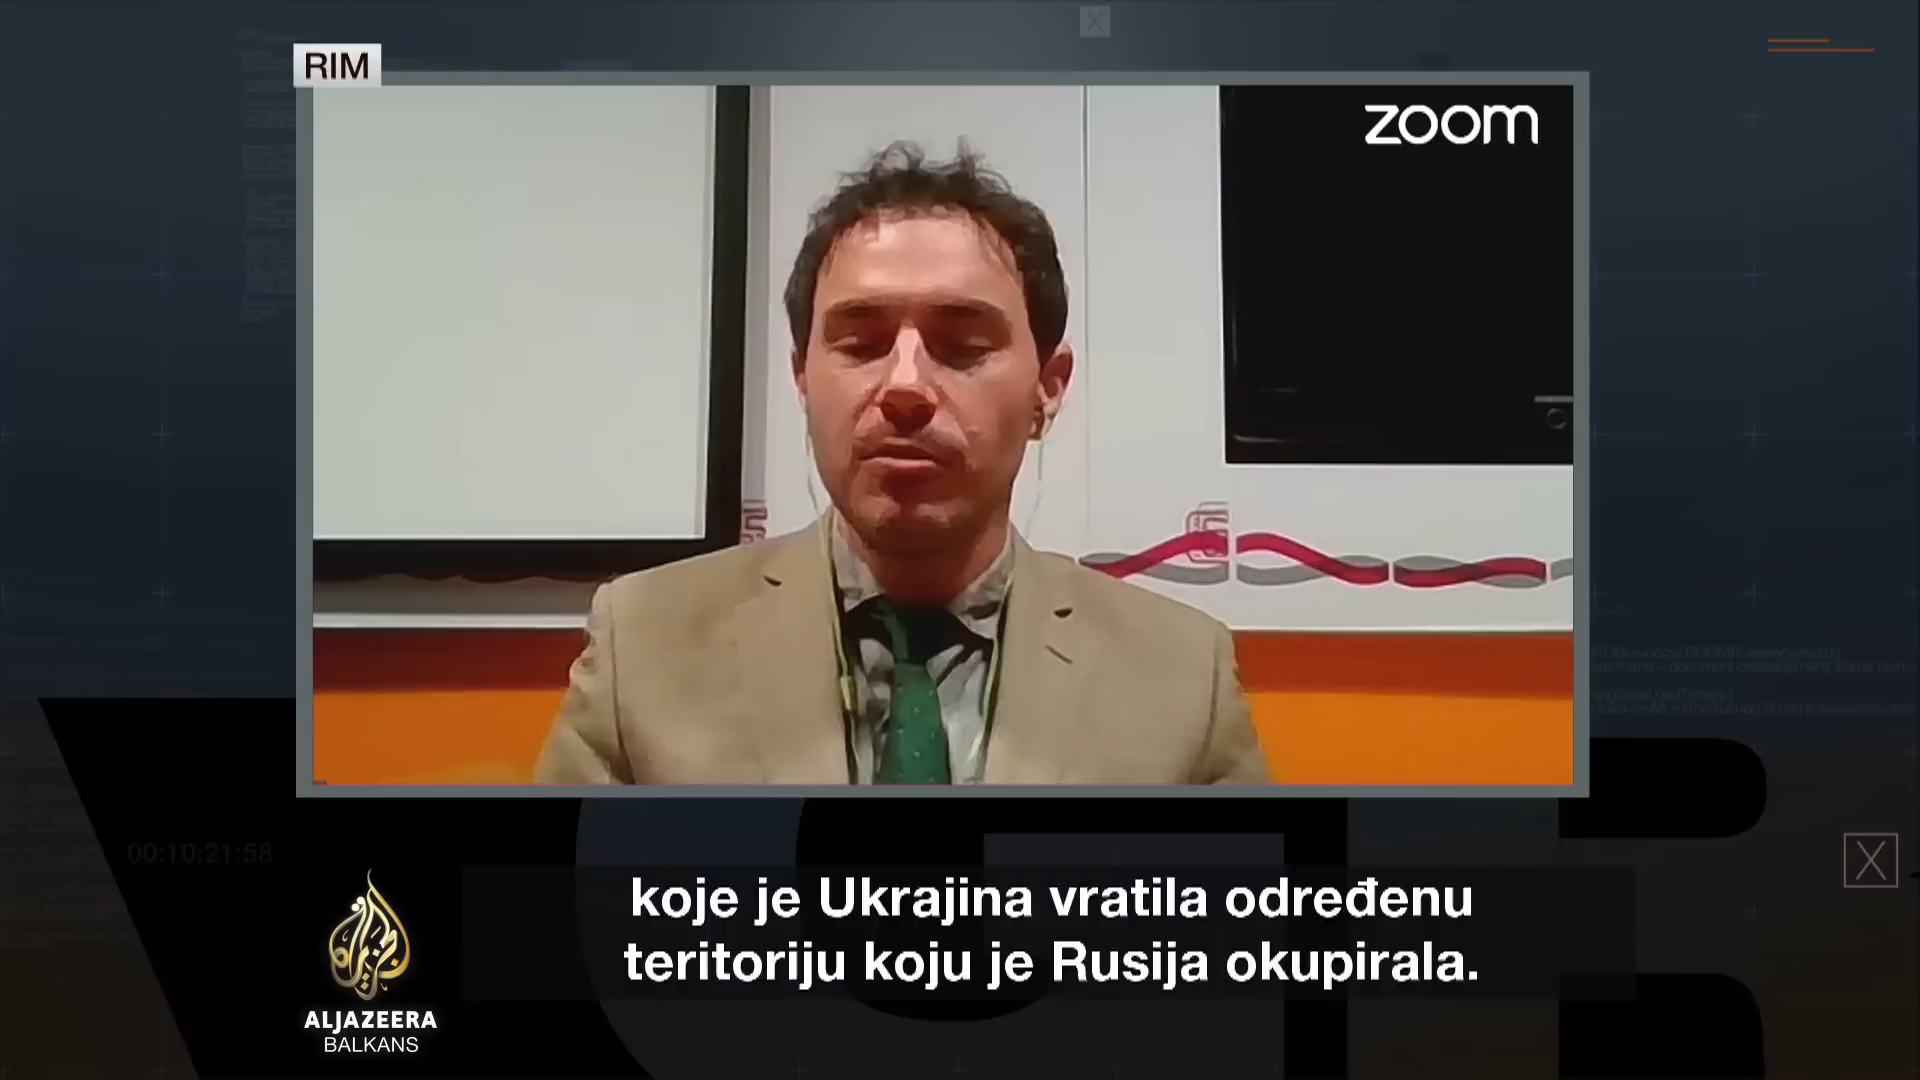 RIM
zoom
X
00:10:21:58
koje je Ukrajina vratila određenu
teritoriju koju je Rusija okupirala.
ALJAZEERA
BALKANS